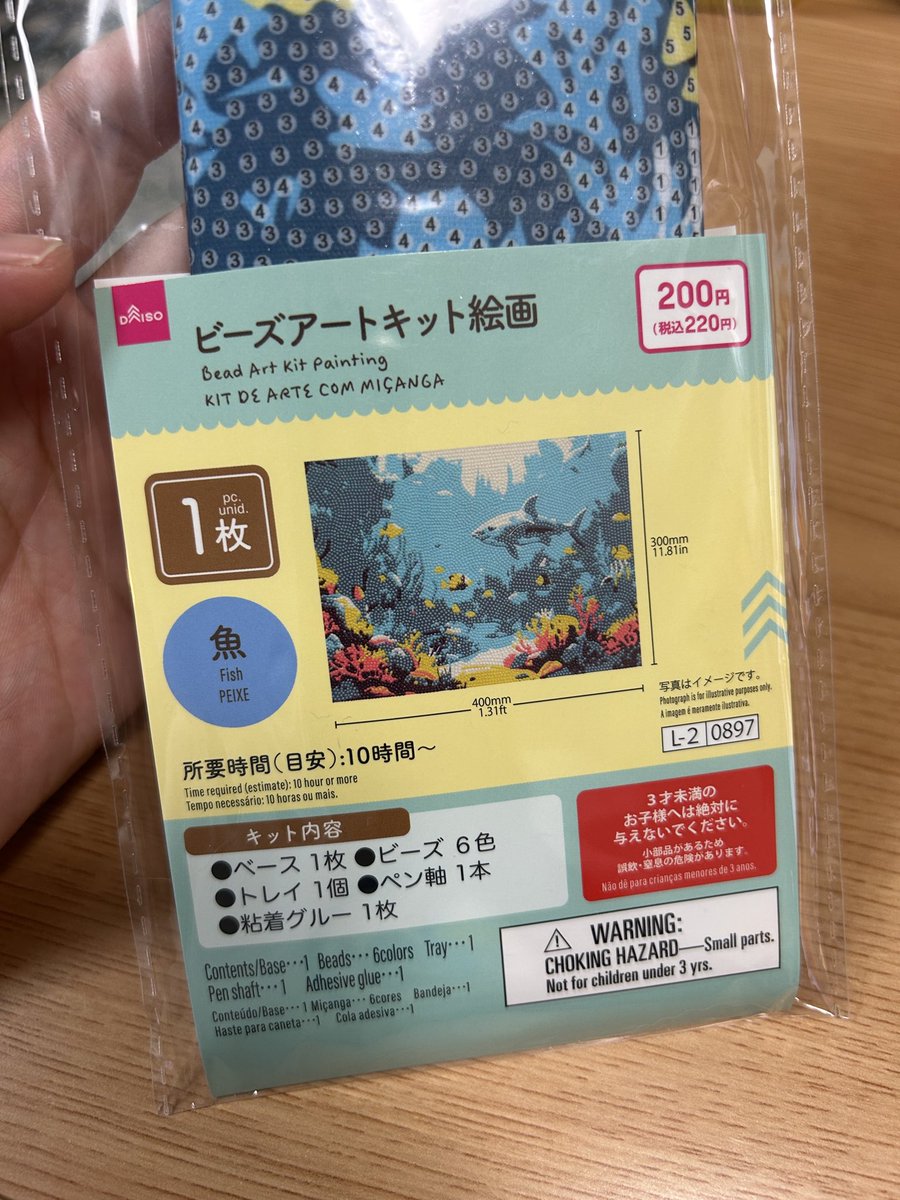 DAISO
ビーズアートキット絵画
Bead Art Kit Painting
KIT DE ARTE COM MIÇANGA
200円
(税込220円)
1枚
pc.
unid.
魚
Fish
PEIXE
300mm
11.81in
400mm
1.31ft
写真はイメージです。
Photograph is for illustrative purposes only.
A imagem é meramente ilustrativa.
L-2 0897
所要時間(目安):10時間〜
Time required (estimate): 10 hour or more
Tempo necessário: 10 horas ou mais.
キット内容
●ベース 1枚 ●ビーズ 6色
●トレイ 1個 ●ペン軸 1本
●粘着グルー 1枚
3才未満の
お子様へは絶対に
与えないでください。
小部品があるため
誤飲・窒息の危険があります。
Não dê para crianças menores de 3 anos.
Contents/Base…1 Beads…6colors Tray…1
Pen shaft…1 Adhesive glue…1
Conteúdo/Base…1 Miçanga…6cores Bandeja…1
Haste para caneta…1 Cola adesiva…1
WARNING:
CHOKING HAZARD—Small parts.
Not for children under 3 yrs.